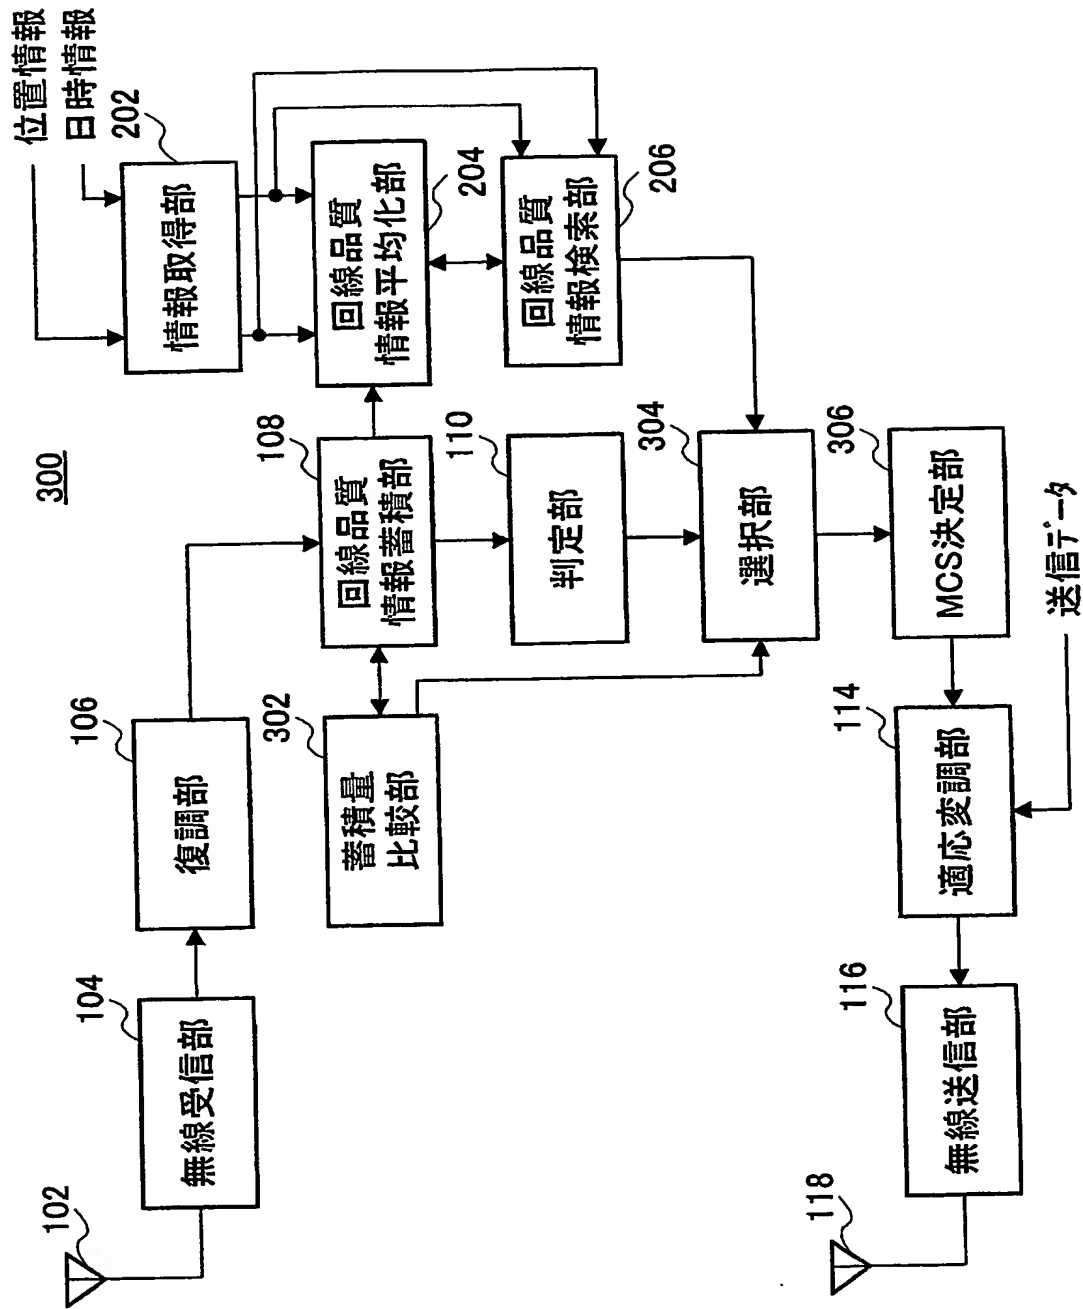 300
位置情報
日時情報
202
情報取得部
102
104
無線受信部
106
復調部
108
回線品質
情報蓄積部
204
回線品質
情報平均化部
302
蓄積量
比較部
110
判定部
206
回線品質
情報検索部
304
選択部
306
MCS決定部
114
適応変調部
送信データ
116
無線送信部
118